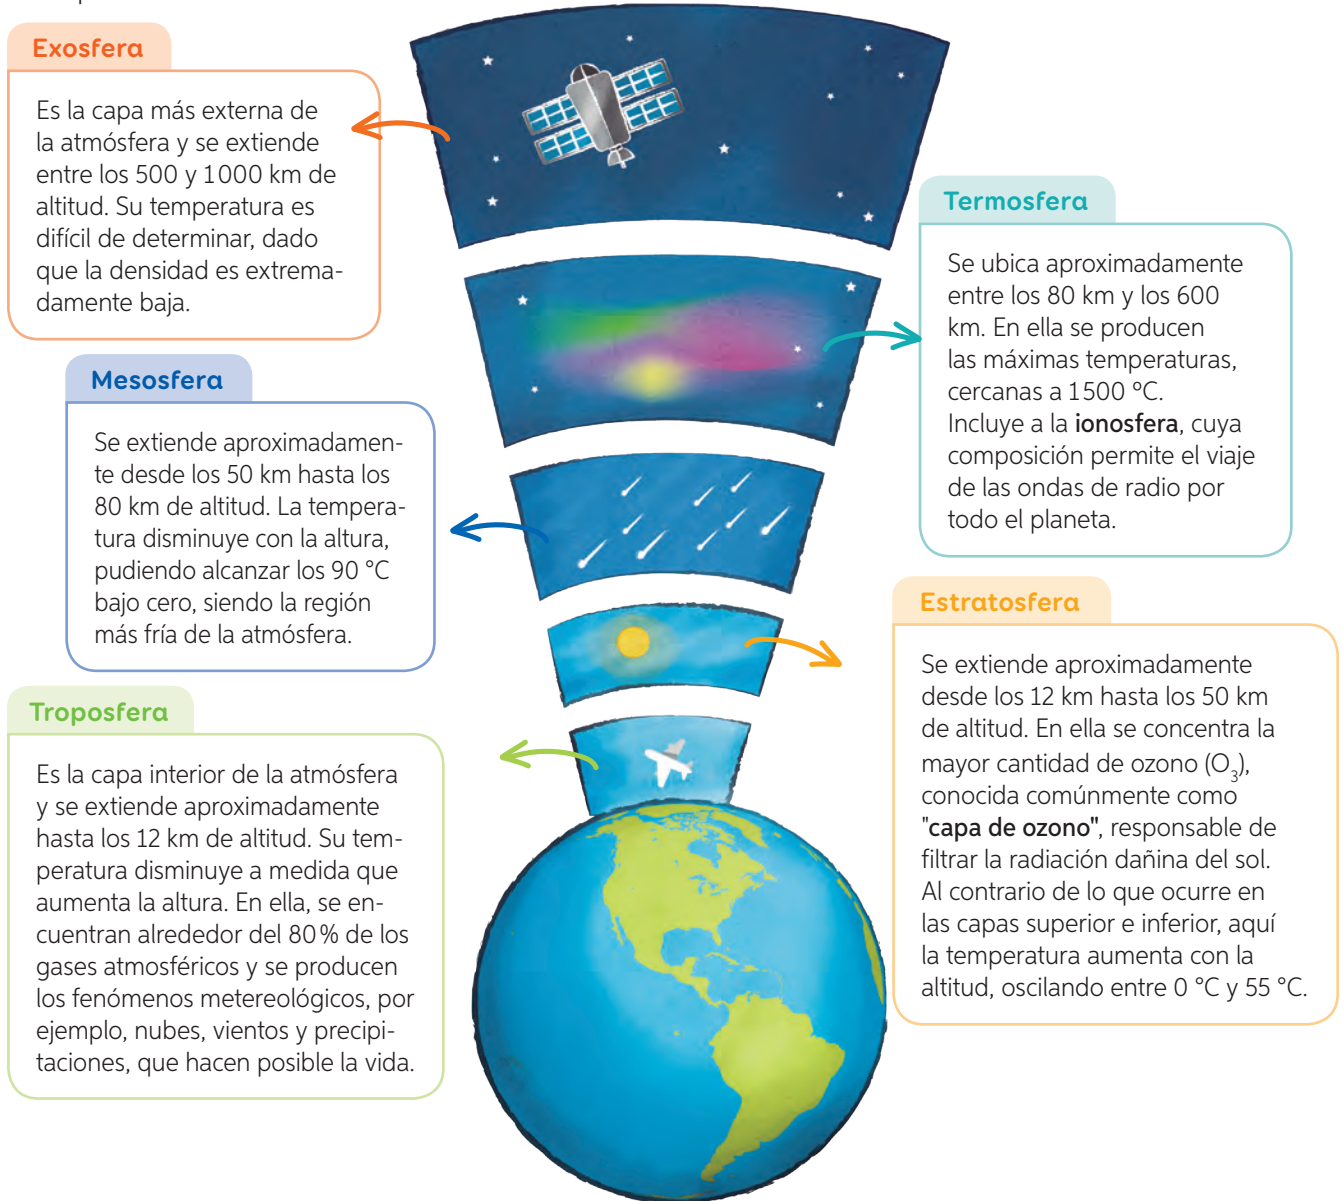 Exosfera
Es la capa más externa de
la atmósfera y se extiende
entre los 500 y 1000 km de
altitud. Su temperatura es
difícil de determinar, dado
que la densidad es extrema-
damente baja.
Termosfera
Se ubica aproximadamente
entre los 80 km y los 600
km. En ella se producen
las máximas temperaturas,
cercanas a 1500 °C.
Incluye a la ionosfera, cuya
composición permite el viaje
de las ondas de radio por
todo el planeta.
Mesosfera
Se extiende aproximadamen-
te desde los 50 km hasta los
80 km de altitud. La tempera-
tura disminuye con la altura,
pudiendo alcanzar los 90 °C
bajo cero, siendo la región
más fría de la atmósfera.
Estratosfera
Se extiende aproximadamente
desde los 12 km hasta los 50 km
de altitud. En ella se concentra la
mayor cantidad de ozono (O₃),
conocida comúnmente como
"capa de ozono", responsable de
filtrar la radiación dañina del sol.
Al contrario de lo que ocurre en
las capas superior e inferior, aquí
la temperatura aumenta con la
altitud, oscilando entre 0 °C y 55 °C.
Troposfera
Es la capa interior de la atmósfera
y se extiende aproximadamente
hasta los 12 km de altitud. Su tem-
peratura disminuye a medida que
aumenta la altura. En ella, se en-
cuentran alrededor del 80 % de los
gases atmosféricos y se producen
los fenómenos metereológicos, por
ejemplo, nubes, vientos y precipi-
taciones, que hacen posible la vida.